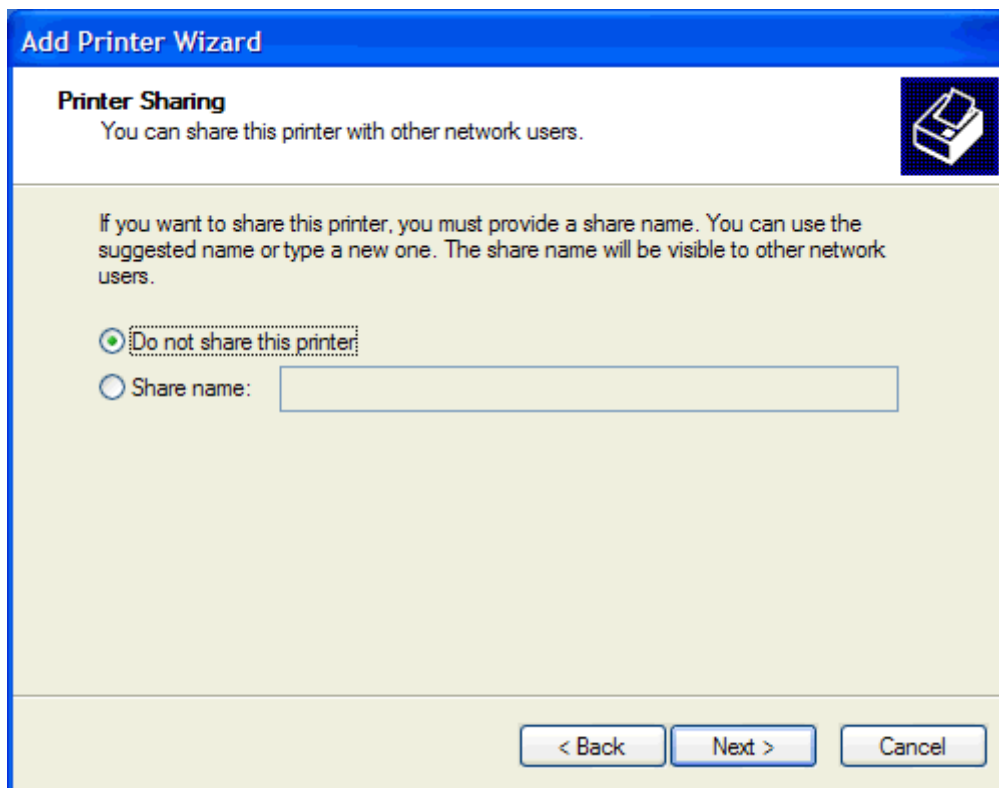 Add Printer Wizard
Printer Sharing
You can share this printer with other network users.
If you want to share this printer, you must provide a share name. You can use the
suggested name or type a new one. The share name will be visible to other network
users.
Do not share this printer
Share name:
< Back Next > Cancel